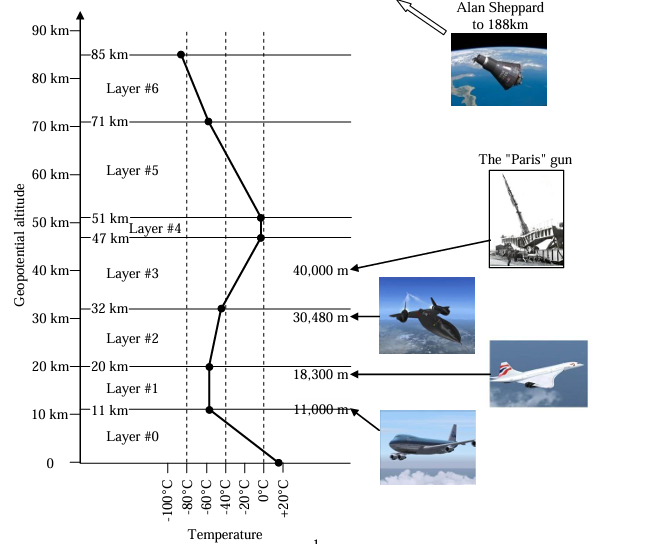 Alan Sheppard
to 188km
90 km
85 km
80 km
Layer #6
71 km
70 km
The "Paris" gun
Layer #5
60 km
51 km
50 km
Layer #4
47 km
40,000 m
40 km
Layer #3
32 km
30,480 m
30 km
Layer #2
20 km
20 km
18,300 m
Layer #1
11 km
11,000 m
10 km
Layer #0
0
Geopotential altitude
-100°C
-80°C
-60°C
-40°C
-20°C
0°C
+20°C
Temperature